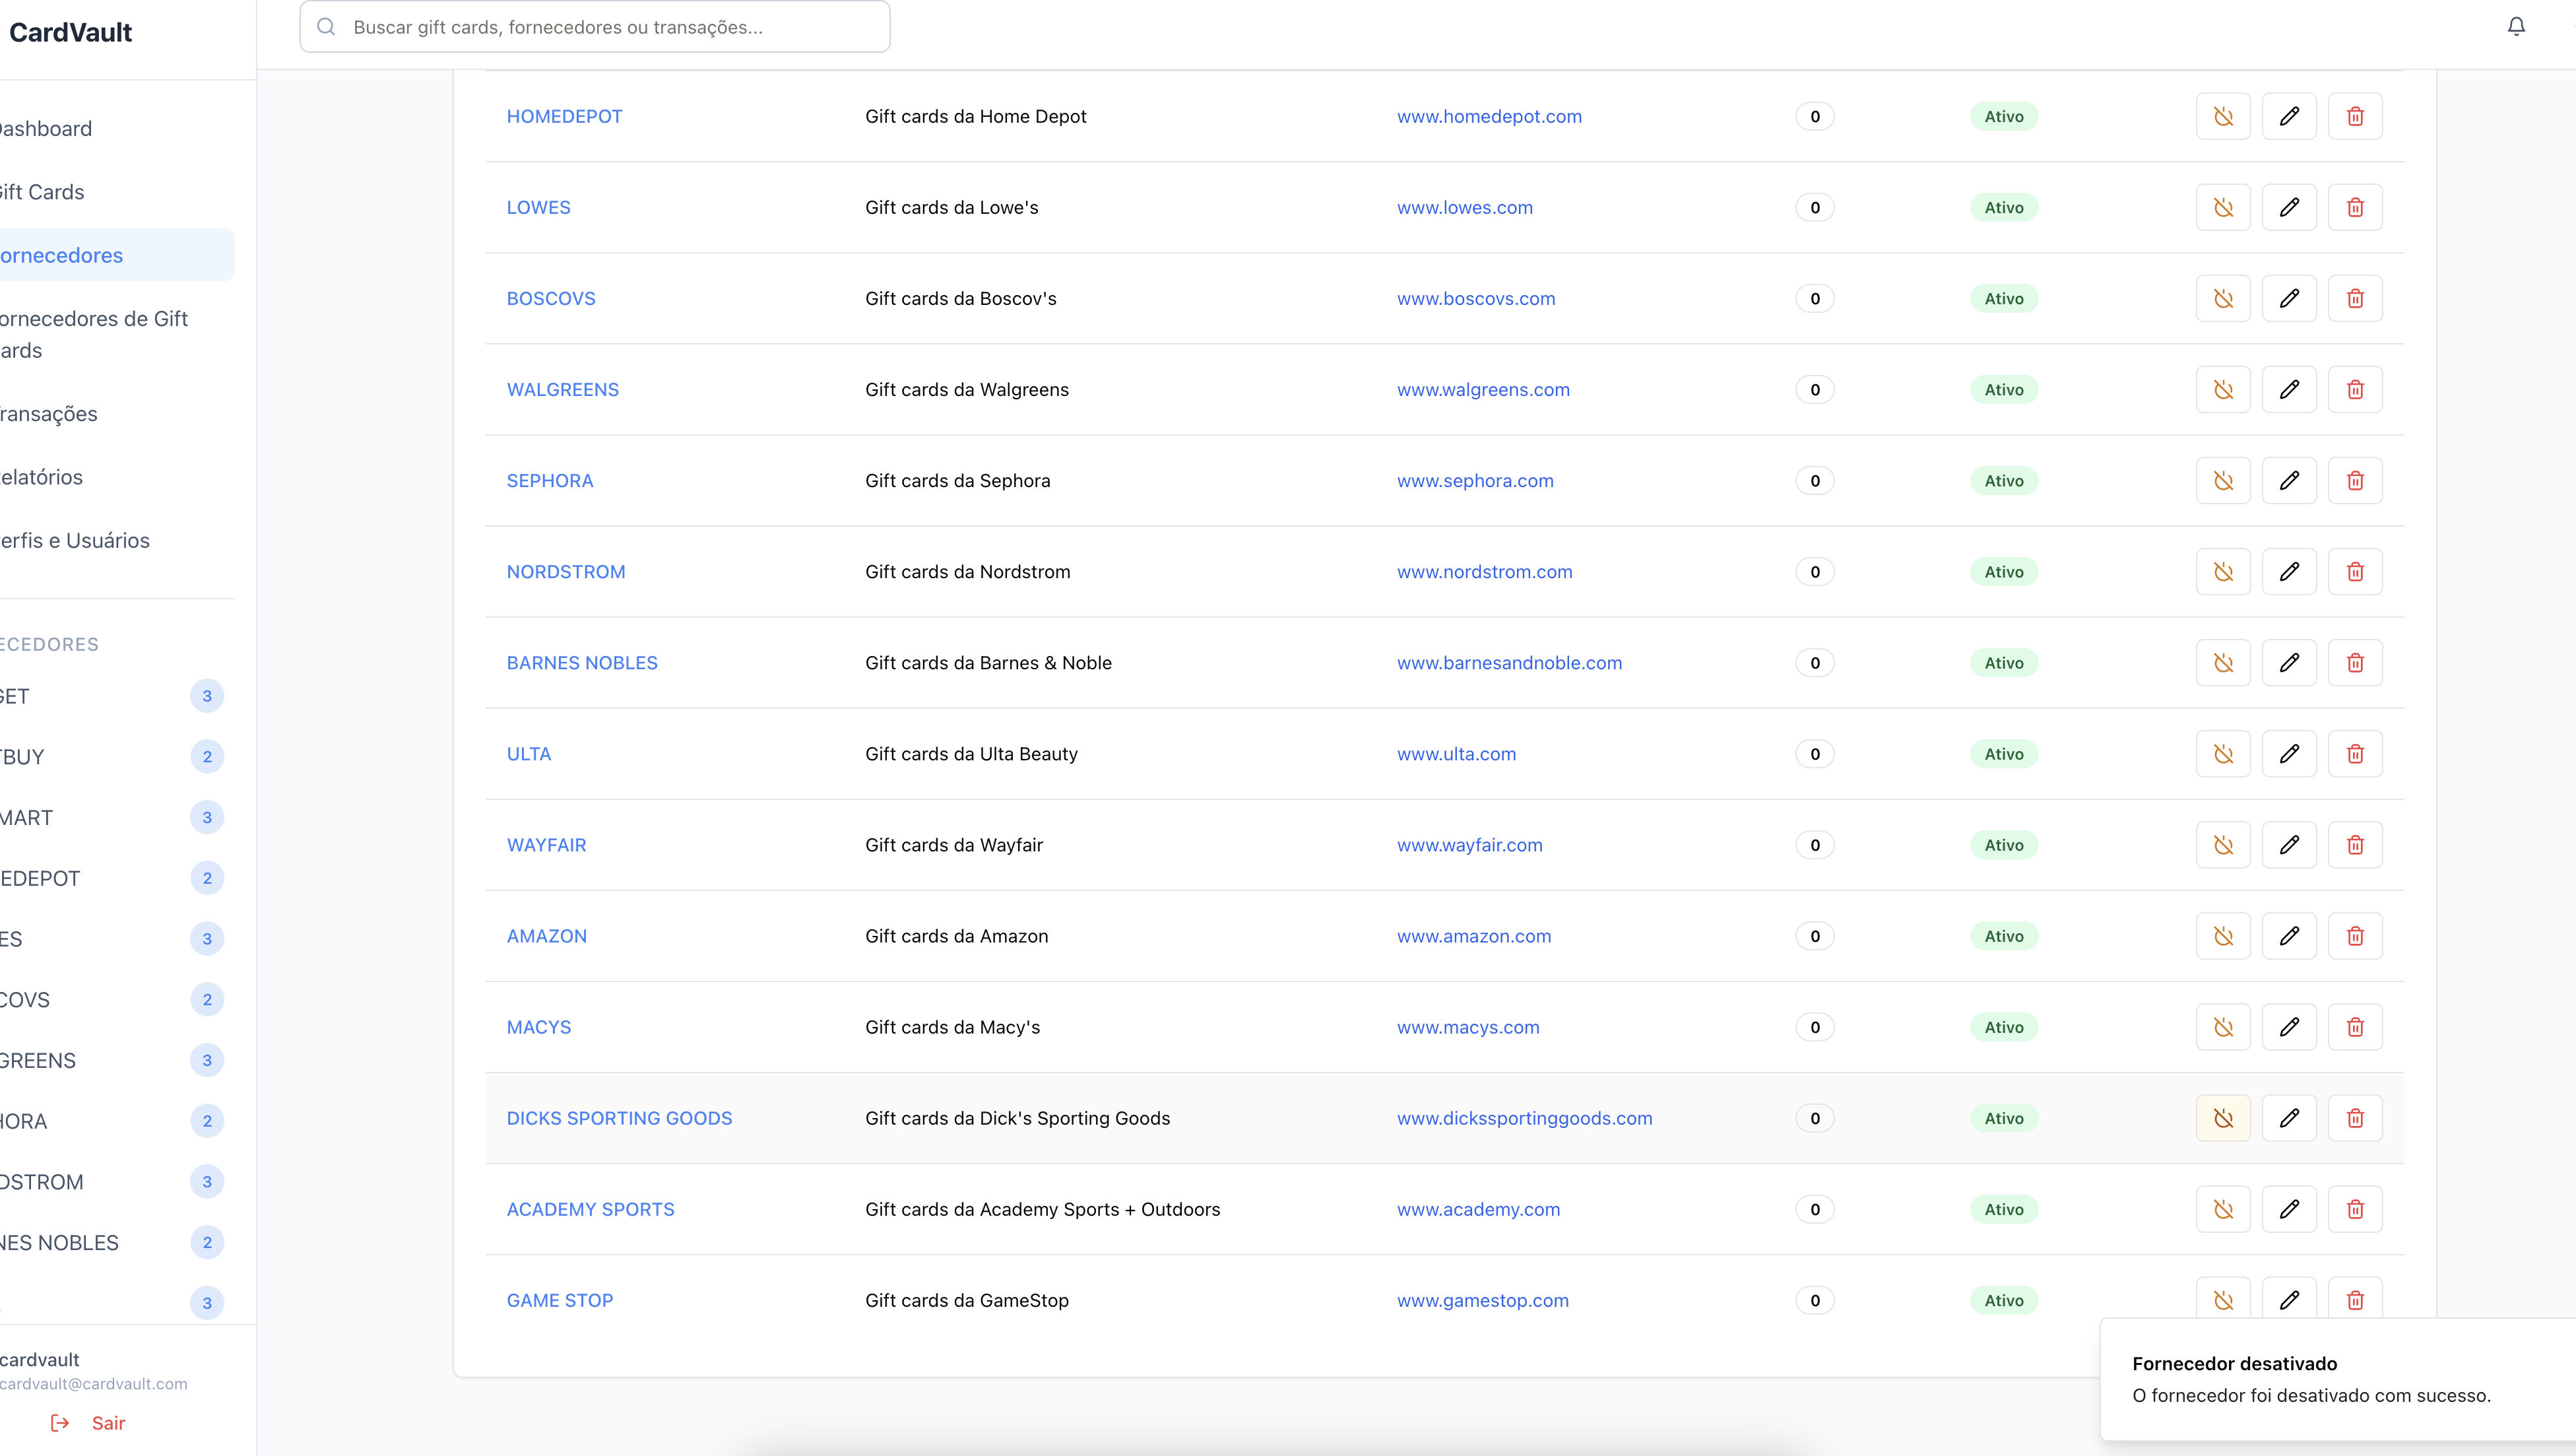 CardVault
Buscar gift cards, fornecedores ou transações...
ashboard
ift Cards
ornecedores
ornecedores de Gift
ards
ransações
elatórios
erfis e Usuários
ECEDORES
GET 3
TBUY 2
MART 3
EDEPOT 2
ES 3
COVS 2
GREENS 3
HORA 2
DSTROM 3
NES NOBLES 2
3
cardvault
cardvault@cardvault.com
Sair
HOMEDEPOT Gift cards da Home Depot www.homedepot.com 0 Ativo
LOWES Gift cards da Lowe's www.lowes.com 0 Ativo
BOSCOVS Gift cards da Boscov's www.boscovs.com 0 Ativo
WALGREENS Gift cards da Walgreens www.walgreens.com 0 Ativo
SEPHORA Gift cards da Sephora www.sephora.com 0 Ativo
NORDSTROM Gift cards da Nordstrom www.nordstrom.com 0 Ativo
BARNES NOBLES Gift cards da Barnes & Noble www.barnesandnoble.com 0 Ativo
ULTA Gift cards da Ulta Beauty www.ulta.com 0 Ativo
WAYFAIR Gift cards da Wayfair www.wayfair.com 0 Ativo
AMAZON Gift cards da Amazon www.amazon.com 0 Ativo
MACYS Gift cards da Macy's www.macys.com 0 Ativo
DICKS SPORTING GOODS Gift cards da Dick's Sporting Goods www.dickssportinggoods.com 0 Ativo
ACADEMY SPORTS Gift cards da Academy Sports + Outdoors www.academy.com 0 Ativo
GAME STOP Gift cards da GameStop www.gamestop.com 0 Ativo
Fornecedor desativado
O fornecedor foi desativado com sucesso.